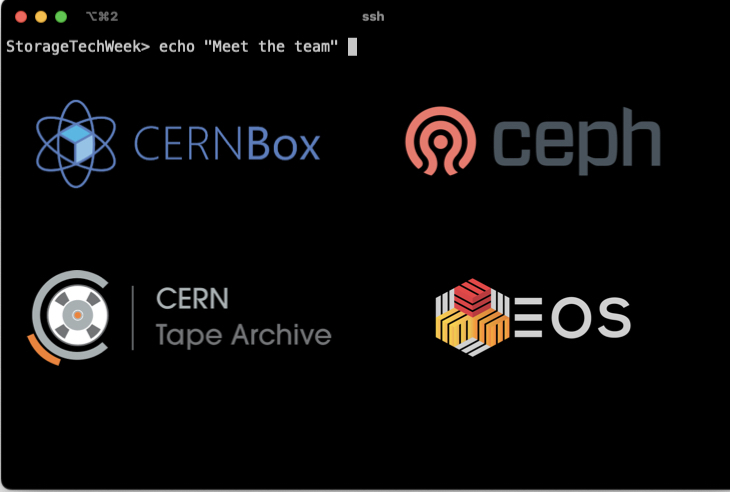 ⌥⌘2
ssh
StorageTechWeek> echo "Meet the team"
CERNBox
ceph
CERN
Tape Archive
EOS